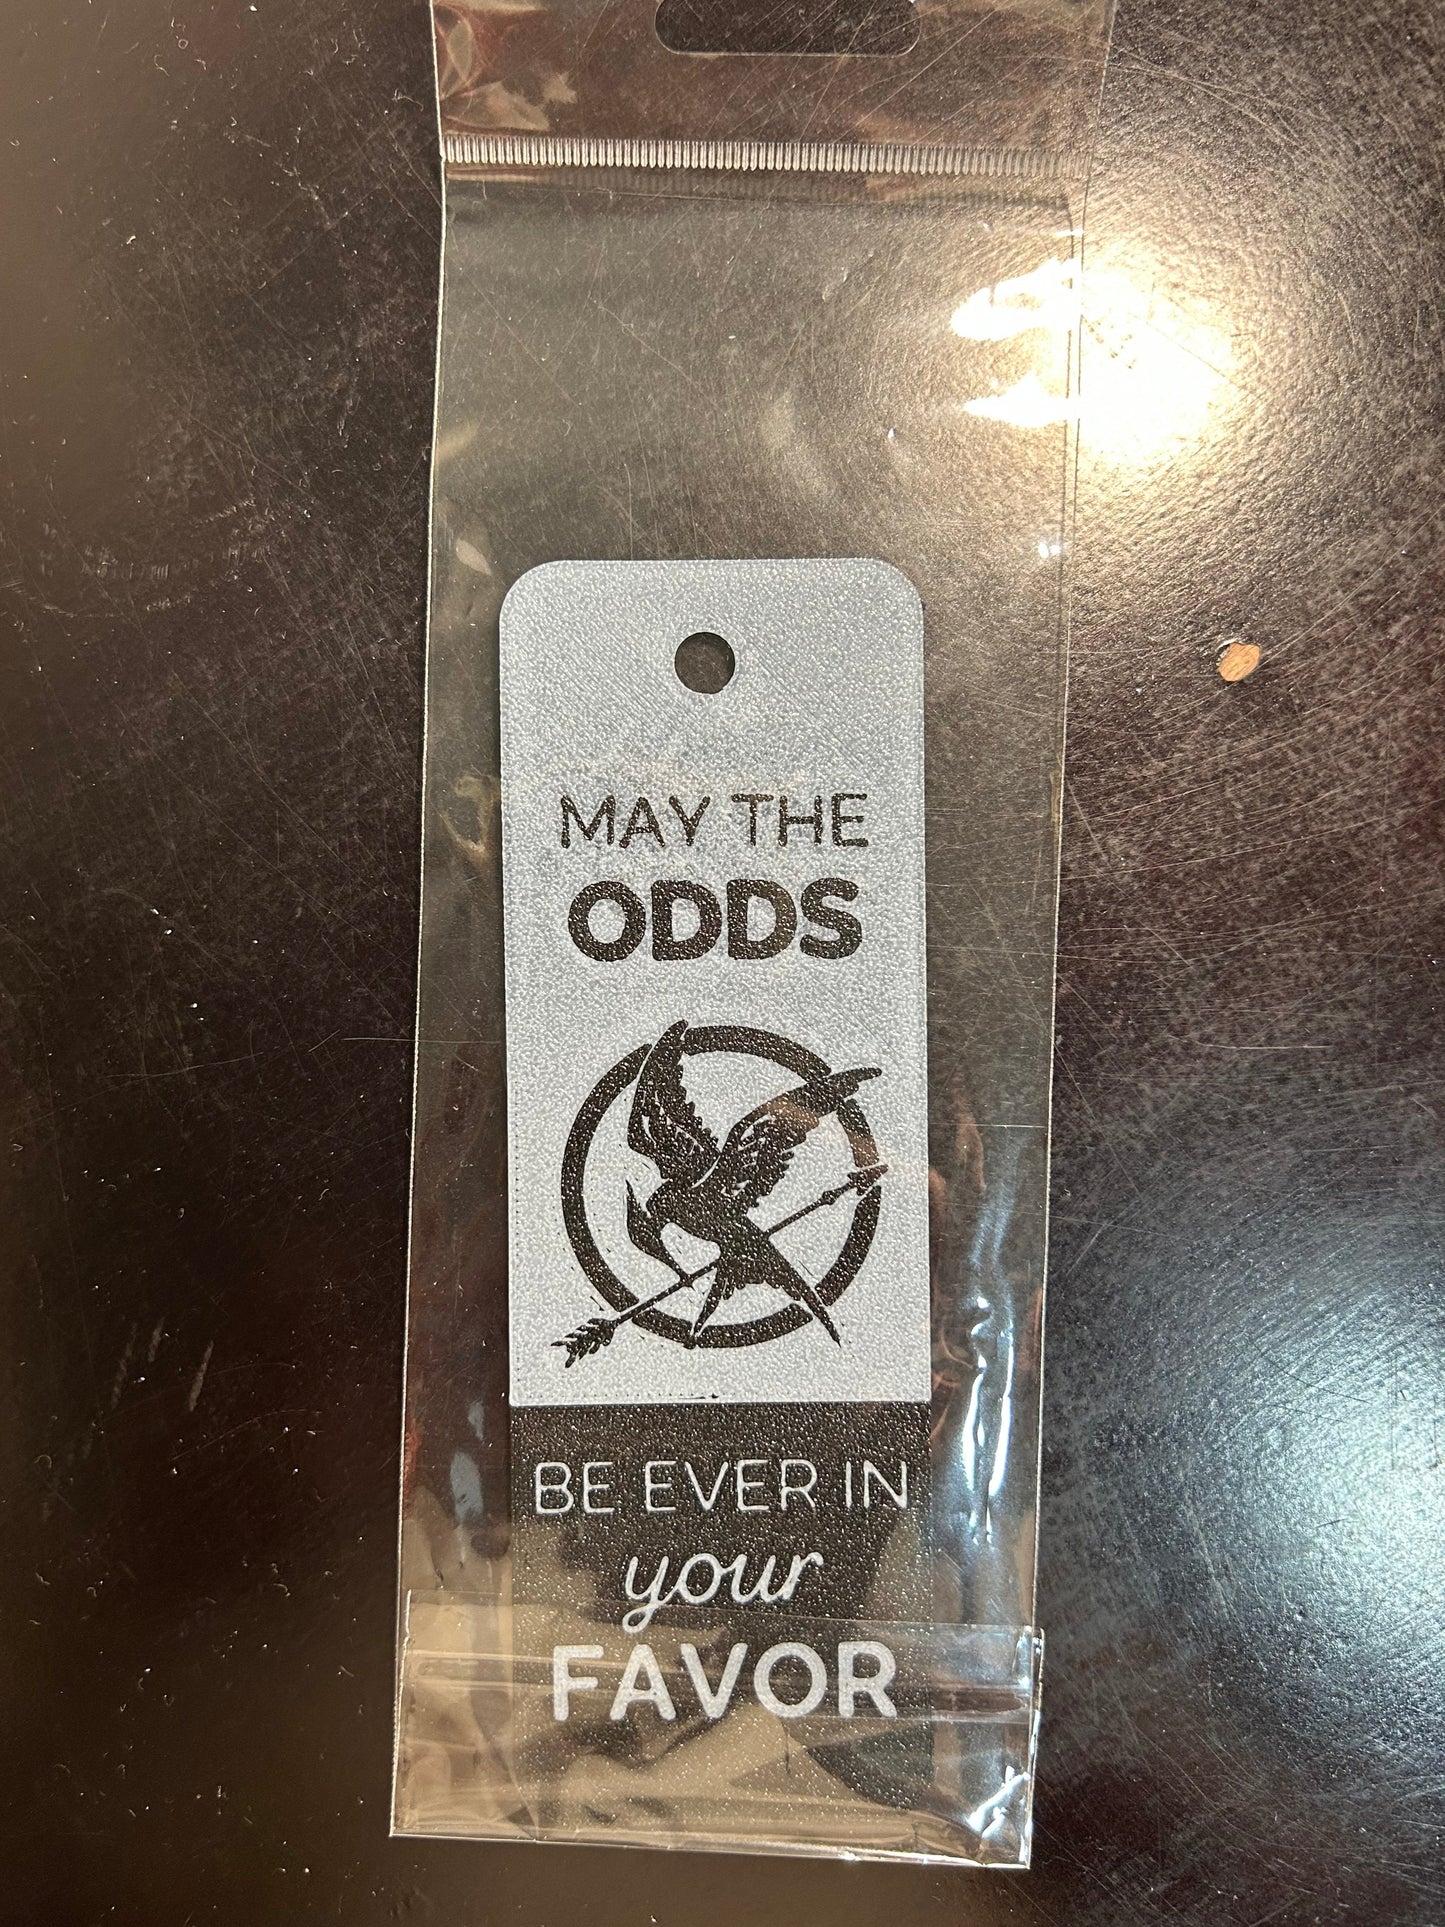 MAY THE
ODDS
BE EVER IN
your
FAVOR